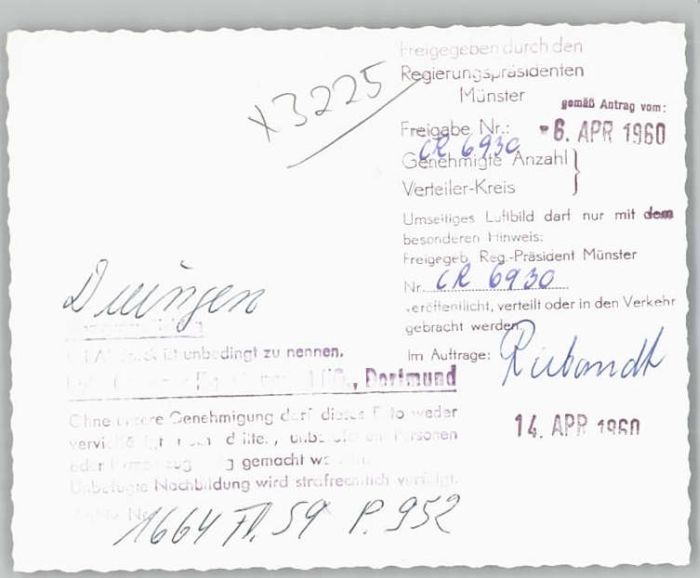 Freigegeben durch den
Regierungspräsidenten
Münster
x3225
gemäß Antrag vom:
Freigabe Nr.: -6. APR 1960
CR 6930
Genehmigte Anzahl }
Verteiler-Kreis
Umseitiges Luftbild darf nur mit dem
besonderen Hinweis:
Freigegeb. Reg.-Präsident Münster
Nr. CR 6930
veröffentlicht, verteilt oder in den Verkehr
gebracht werden.
Im Auftrage:
14. APR 1960
ist unbedingt zu nennen.
Dortmund
Ohne unsere Genehmigung darf dieses Foto weder
Personen
oder gemacht
Unbefugte Nachbildung wird strafrechtlich verfolgt.
1664 Fl. 59 P. 952